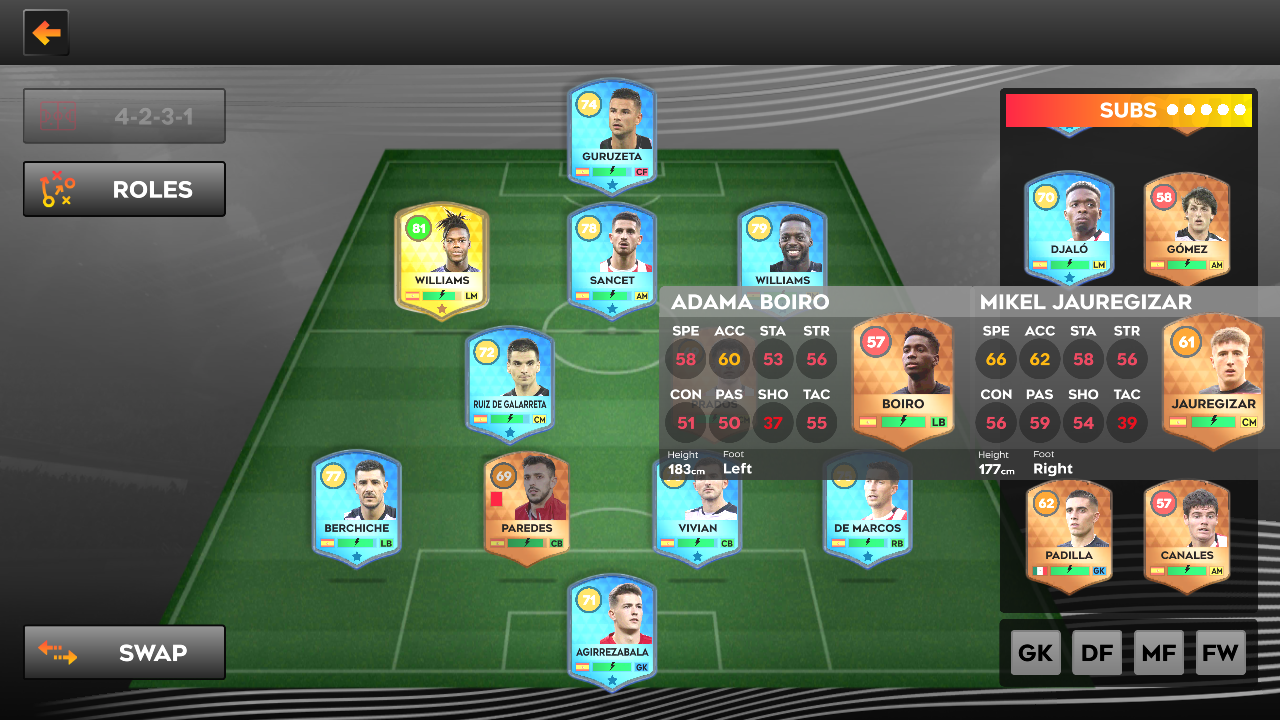 4-2-3-1
ROLES
SWAP
74
GURUZETA
CF
81
WILLIAMS
LM
78
SANCET
AM
79
WILLIAMS
72
RUIZ DE GALARRETA
CM
PRADOS
77
BERCHICHE
LB
69
PAREDES
CB
VIVIAN
CB
DE MARCOS
RB
71
AGIRREZABALA
GK
SUBS
70
DJALÓ
LM
58
GÓMEZ
AM
ADAMA BOIRO
SPE ACC STA STR
58 60 53 56
CON PAS SHO TAC
51 50 37 55
Height Foot
183cm Left
57
BOIRO
LB
MIKEL JAUREGIZAR
SPE ACC STA STR
66 62 58 56
CON PAS SHO TAC
56 59 54 39
Height Foot
177cm Right
61
JAUREGIZAR
CM
62
PADILLA
GK
57
CANALES
AM
GK DF MF FW